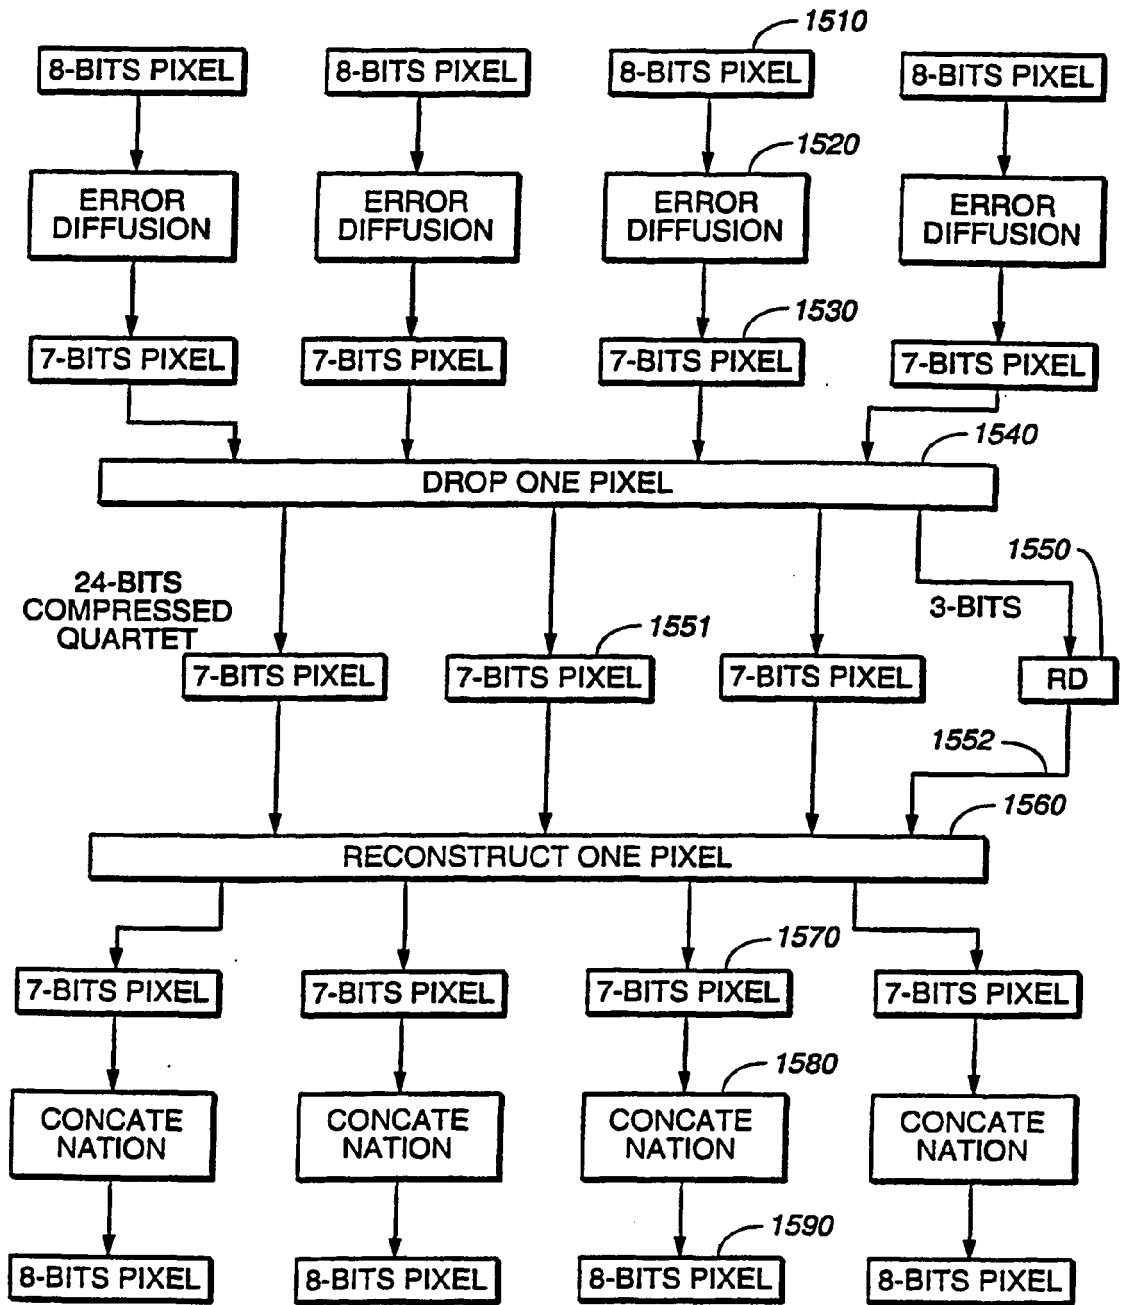 1510
8-BITS PIXEL 8-BITS PIXEL 8-BITS PIXEL 8-BITS PIXEL
1520
ERROR DIFFUSION
ERROR DIFFUSION
ERROR DIFFUSION
ERROR DIFFUSION
1530
7-BITS PIXEL 7-BITS PIXEL 7-BITS PIXEL 7-BITS PIXEL
1540
DROP ONE PIXEL
1550
24-BITS
COMPRESSED
QUARTET
3-BITS
1551
7-BITS PIXEL 7-BITS PIXEL 7-BITS PIXEL RD
1552
1560
RECONSTRUCT ONE PIXEL
1570
7-BITS PIXEL 7-BITS PIXEL 7-BITS PIXEL 7-BITS PIXEL
1580
CONCATE
NATION
CONCATE
NATION
CONCATE
NATION
CONCATE
NATION
1590
8-BITS PIXEL 8-BITS PIXEL 8-BITS PIXEL 8-BITS PIXEL